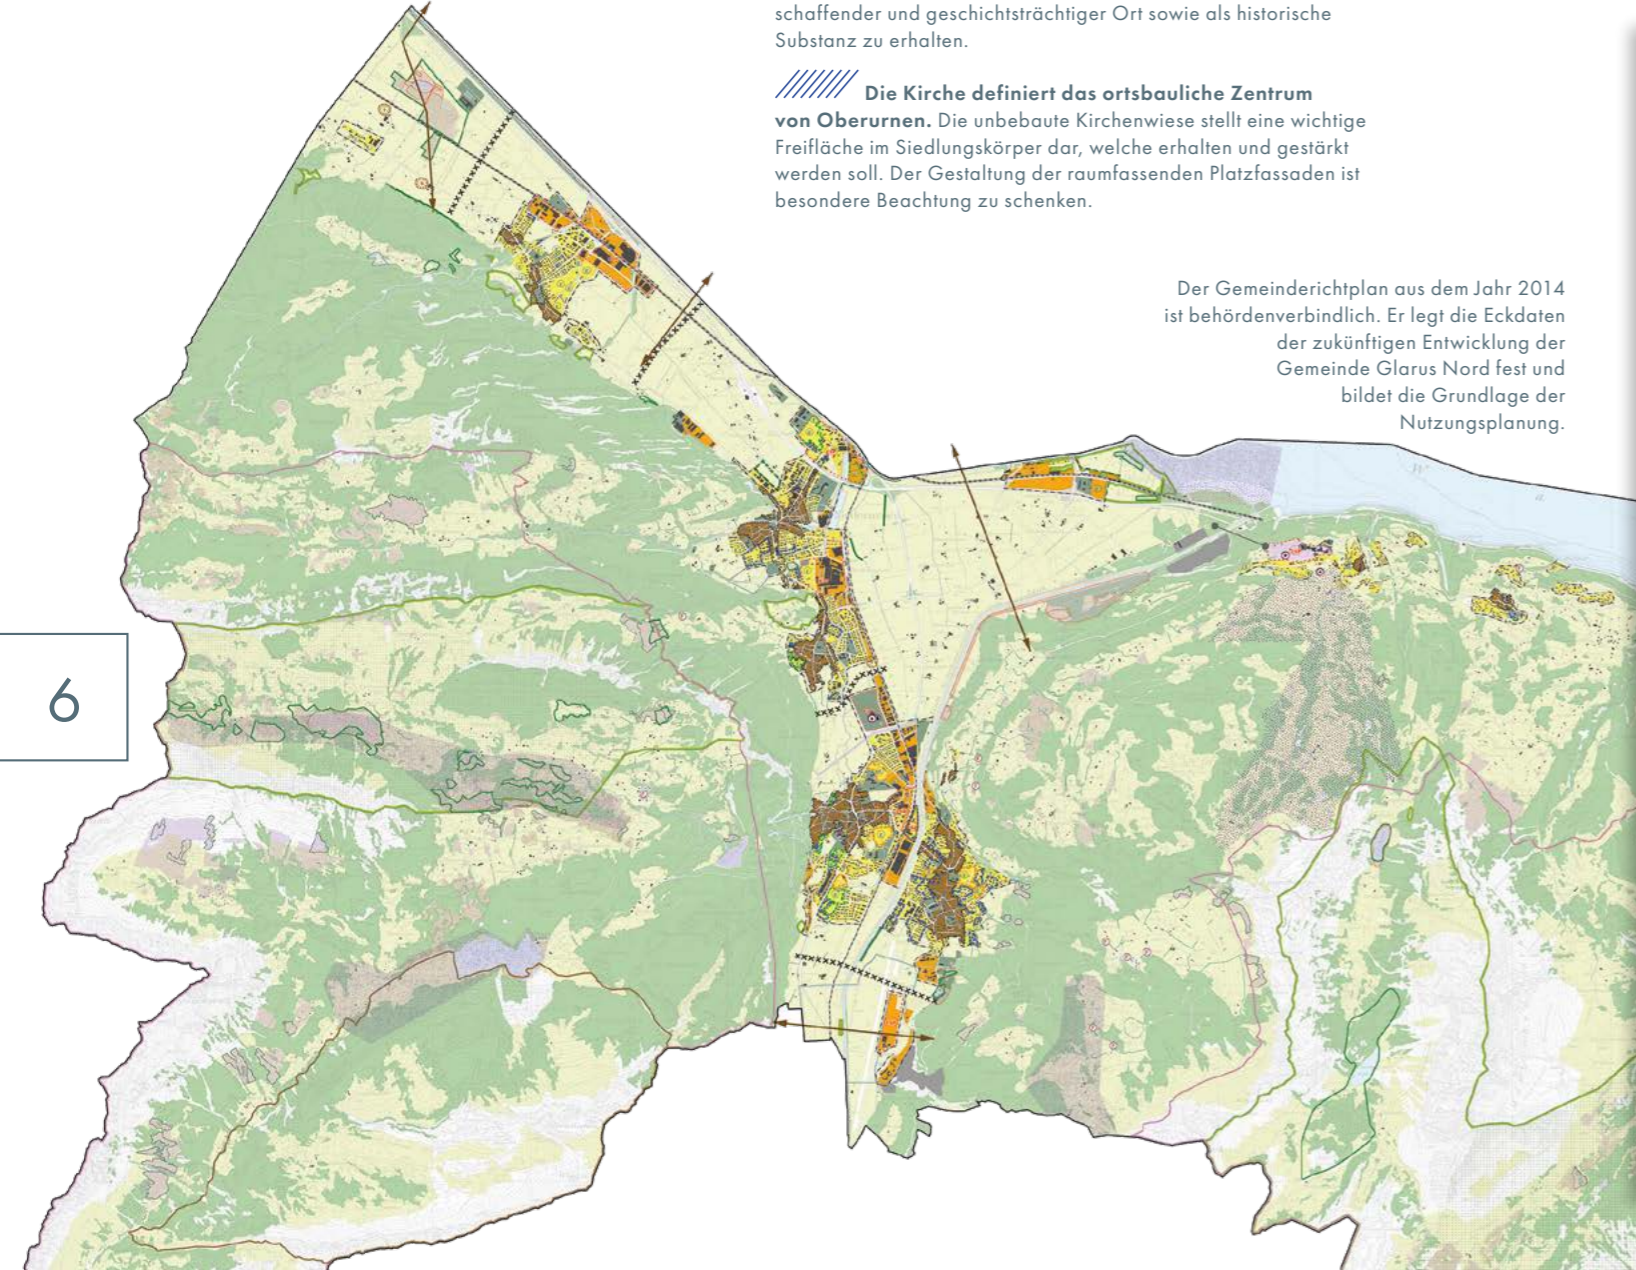 schaffender und geschichtsträchtiger Ort sowie als historische
Substanz zu erhalten.
Die Kirche definiert das ortsbauliche Zentrum
von Oberurnen. Die unbebaute Kirchenwiese stellt eine wichtige
Freifläche im Siedlungskörper dar, welche erhalten und gestärkt
werden soll. Der Gestaltung der raumfassenden Platzfassaden ist
besondere Beachtung zu schenken.
Der Gemeinderichtplan aus dem Jahr 2014
ist behördenverbindlich. Er legt die Eckdaten
der zukünftigen Entwicklung der
Gemeinde Glarus Nord fest und
bildet die Grundlage der
Nutzungsplanung.
6